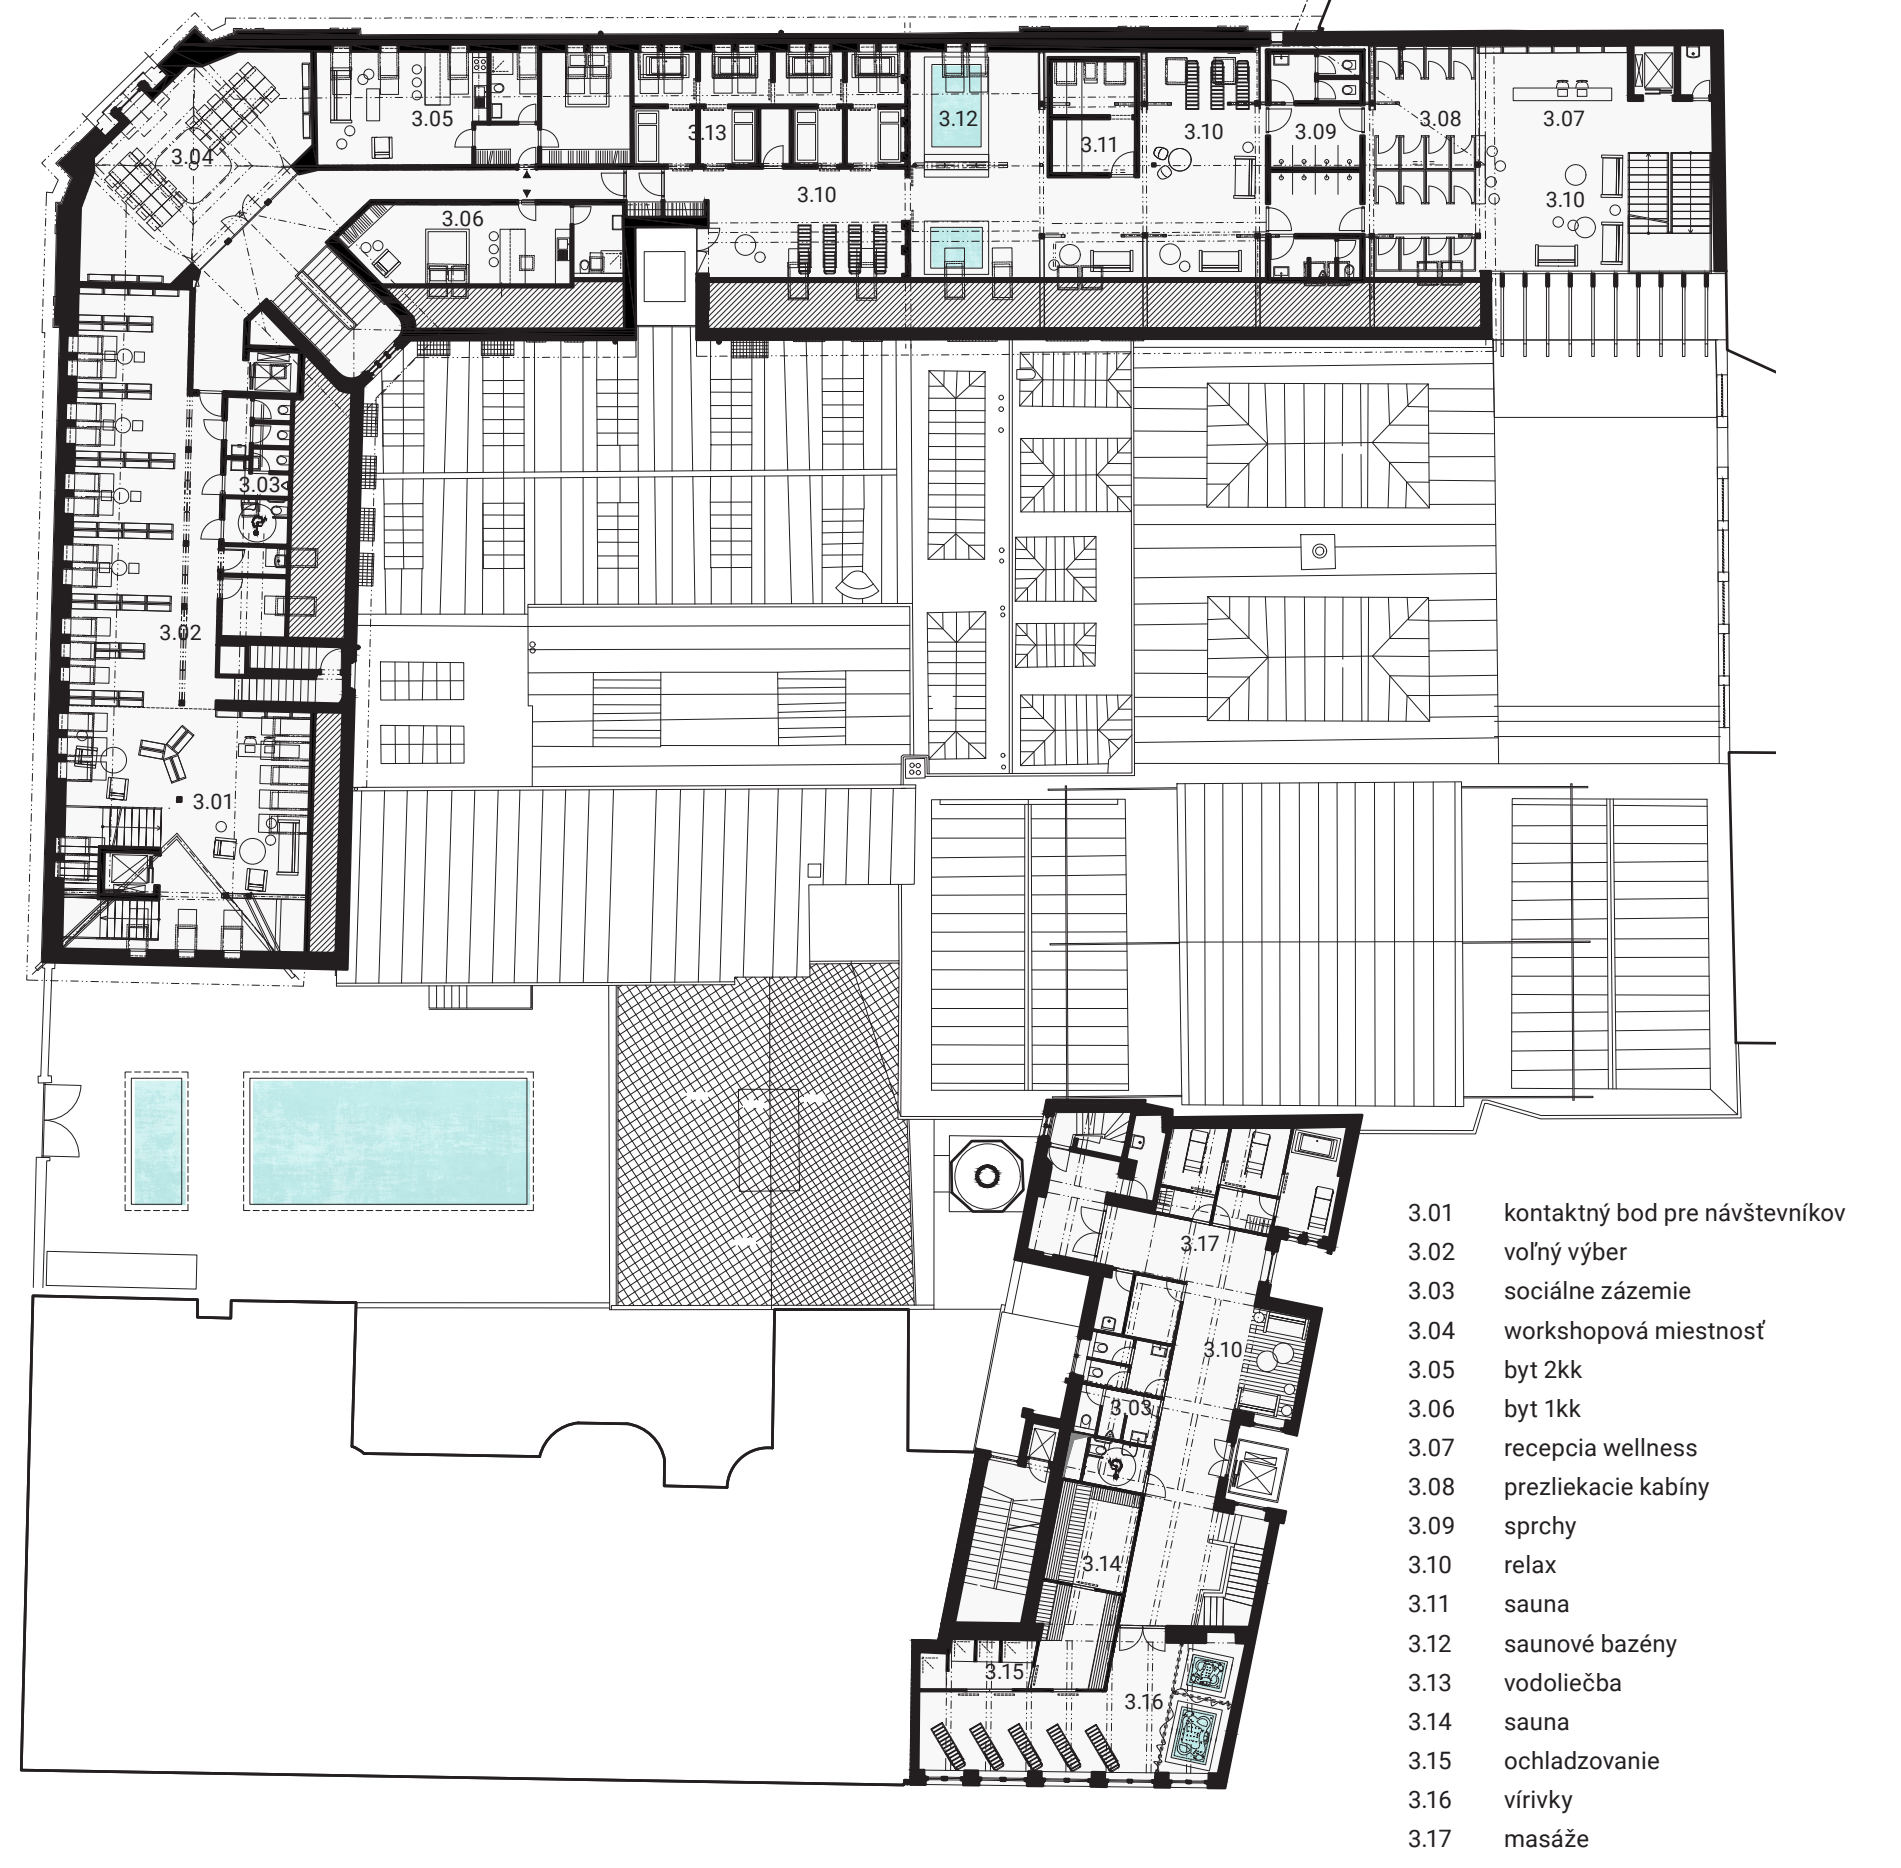 3.04
3.05
3.13
3.12
3.11
3.10
3.09
3.08
3.07
3.06
3.10
3.10
3.03
3.02
3.01
3.17
3.10
3.03
3.14
3.15
3.16
3.01 kontaktný bod pre návštevníkov
3.02 voľný výber
3.03 sociálne zázemie
3.04 workshopová miestnosť
3.05 byt 2kk
3.06 byt 1kk
3.07 recepcia wellness
3.08 prezliekacie kabíny
3.09 sprchy
3.10 relax
3.11 sauna
3.12 saunové bazény
3.13 vodoliečba
3.14 sauna
3.15 ochladzovanie
3.16 vírivky
3.17 masáže